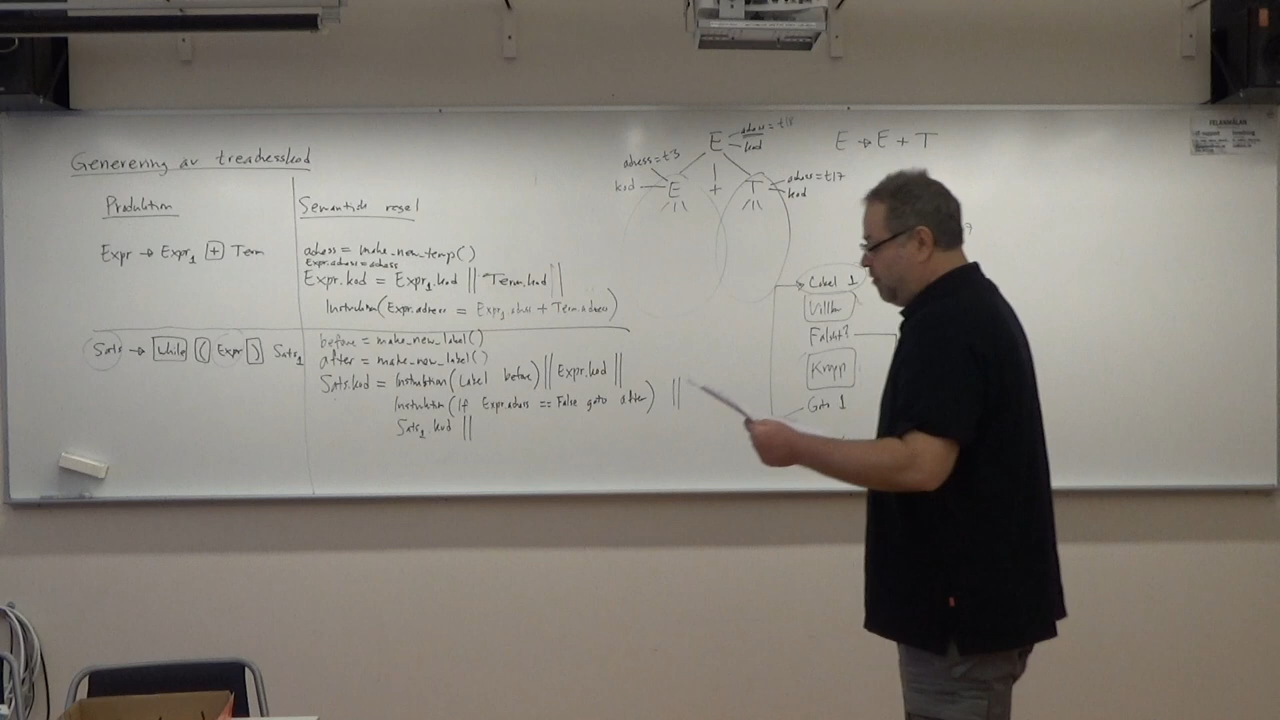 Generering av treadresskod
Produktion
Semantisk regel
Expr → Expr₁ + Term
adress = make_new_temp()
Expr.adress = adress
Expr.kod = Expr₁.kod || Term.kod ||
Instruktion(Expr.adress = Expr₁.adress + Term.adress)
Sats → while ( Expr ) Sats₁
before = make_new_label()
after = make_new_label()
Sats.kod = Instruktion(Label before) || Expr.kod ||
Instruktion(If Expr.adress == False goto after) ||
Sats₁.kod ||
E
adress = t18
kod
adress = t3
kod
E
+
T
adress = t17
kod
E → E + T
Label 1
Villk
Falskt?
Kropp
Goto 1
FELANMÄLAN